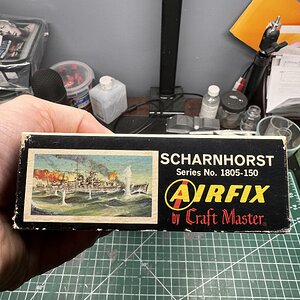 SCHARNHORST
Series No. 1805-150
AIRFIX
by Craft Master